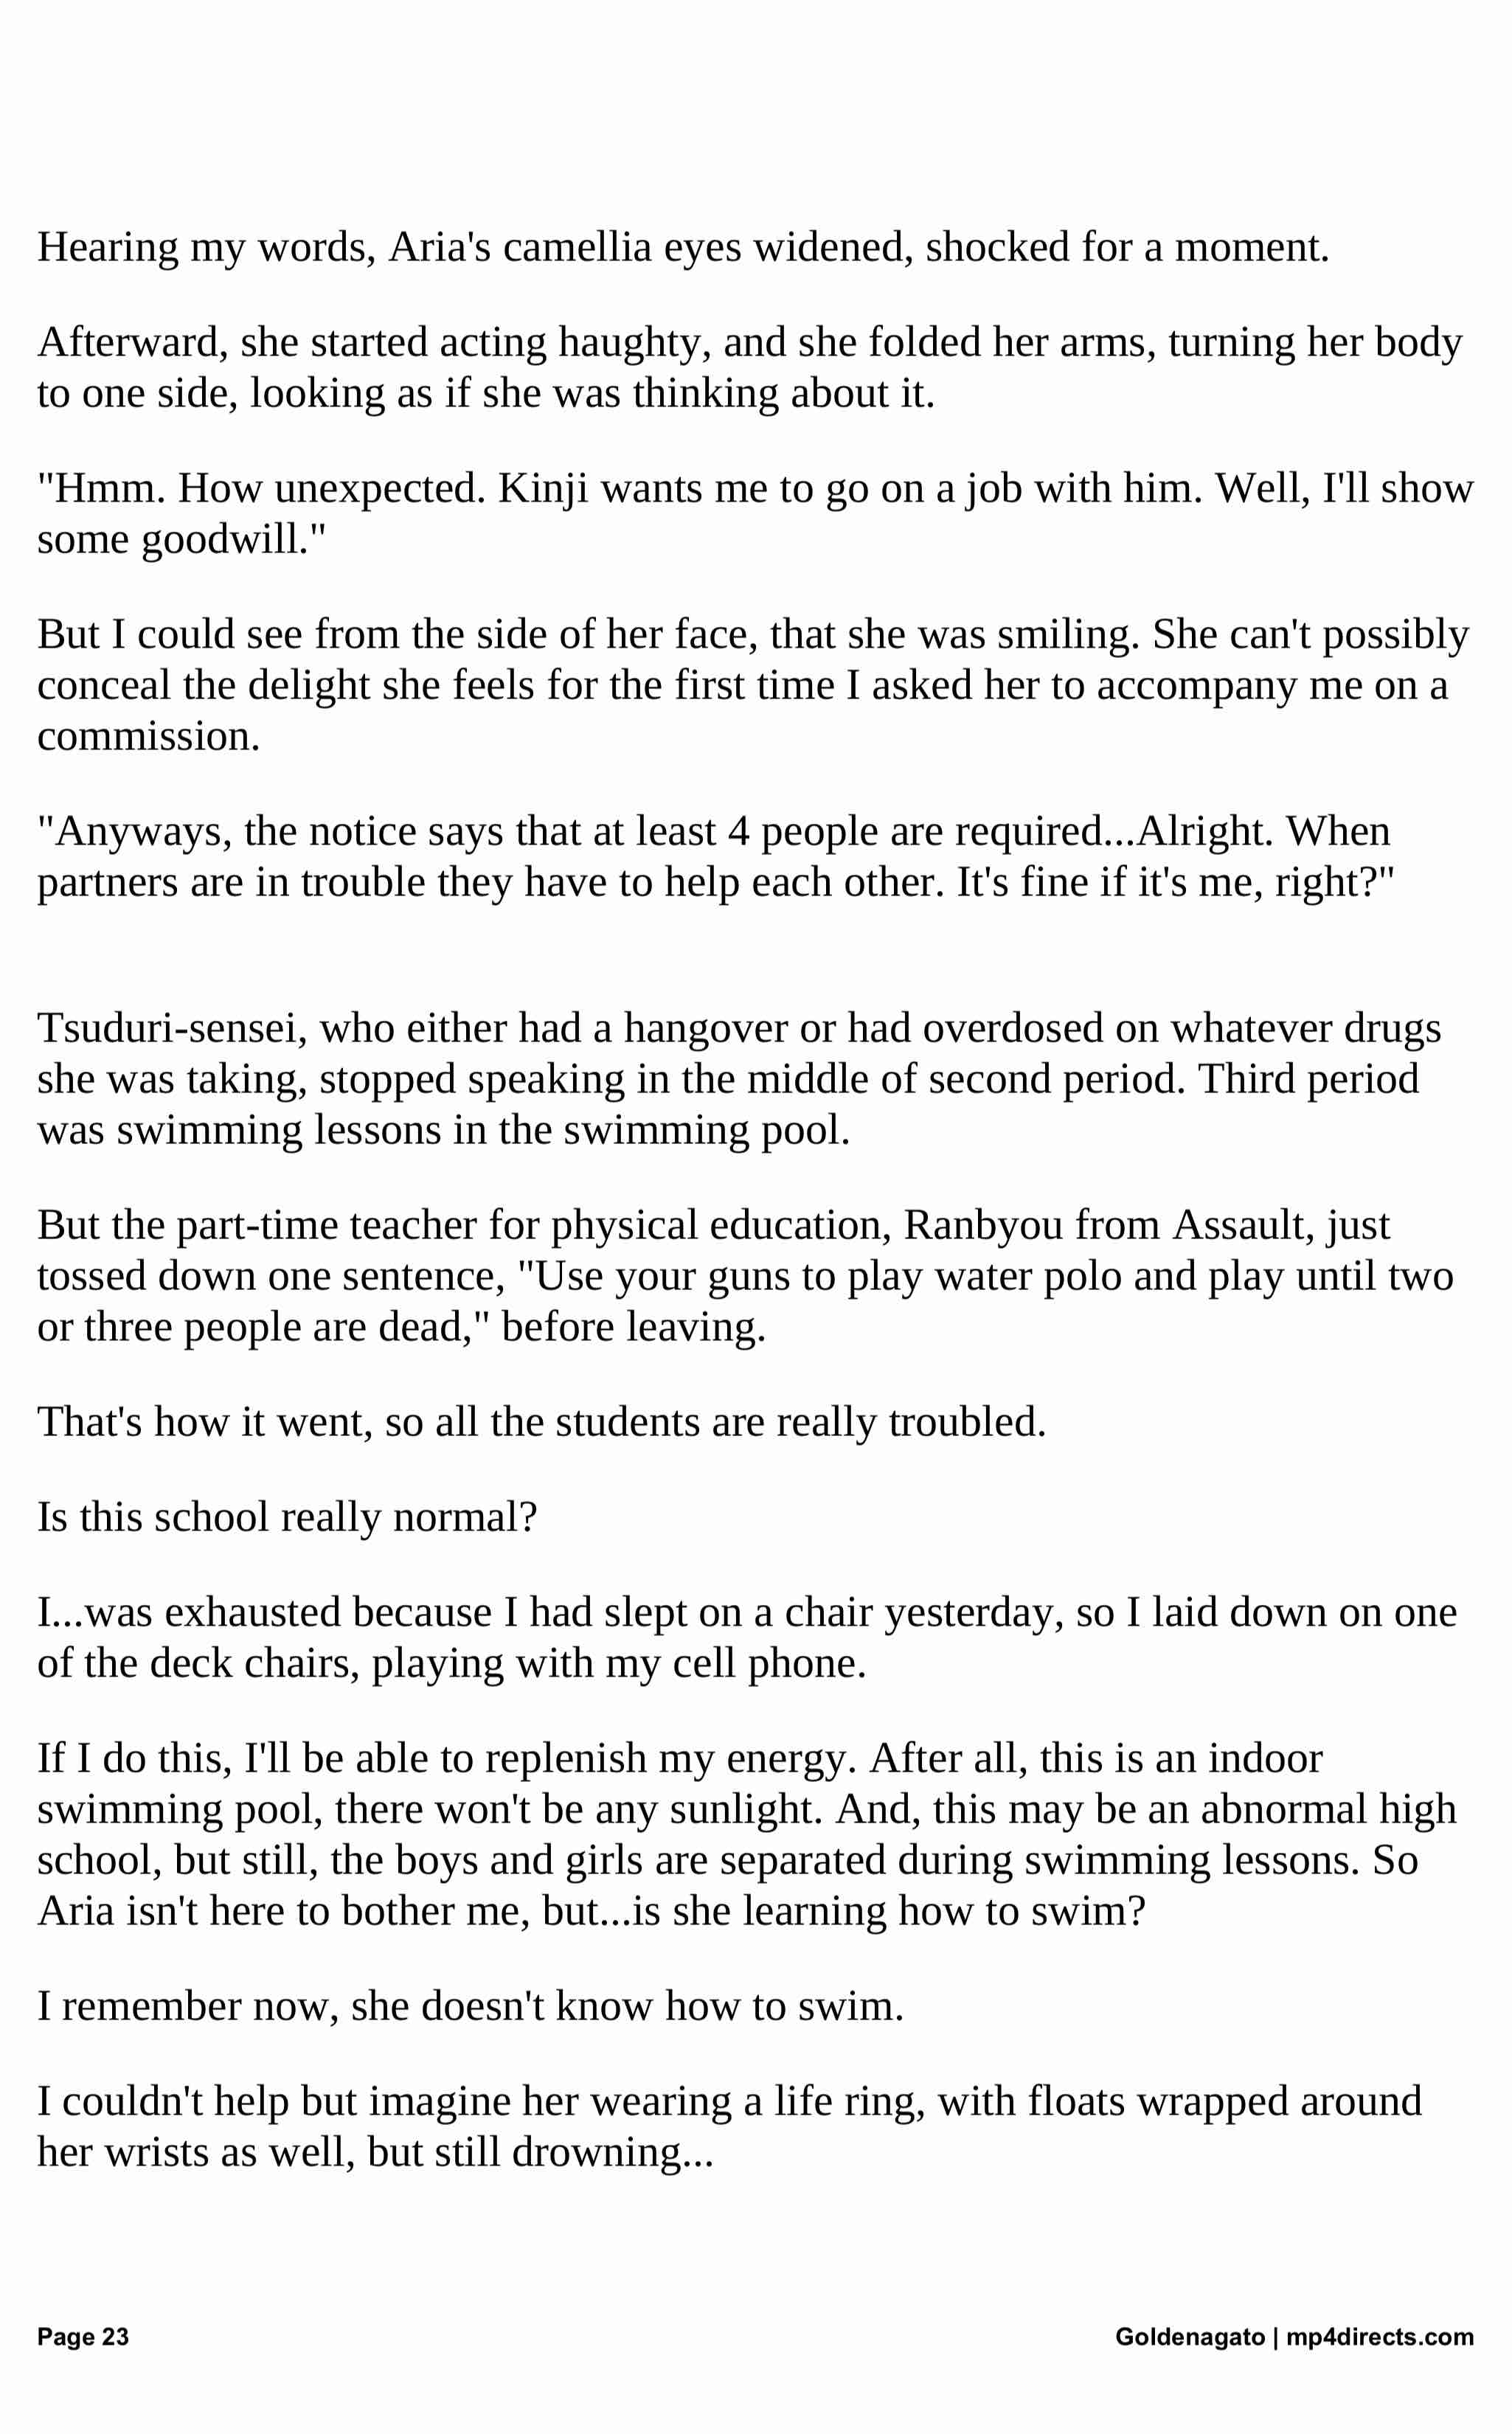 Hearing my words, Aria's camellia eyes widened, shocked for a moment.
Afterward, she started acting haughty, and she folded her arms, turning her body
to one side, looking as if she was thinking about it.
"Hmm. How unexpected. Kinji wants me to go on a job with him. Well, I'll show
some goodwill."
But I could see from the side of her face, that she was smiling. She can't possibly
conceal the delight she feels for the first time I asked her to accompany me on a
commission.
"Anyways, the notice says that at least 4 people are required...Alright. When
partners are in trouble they have to help each other. It's fine if it's me, right?"
Tsuduri-sensei, who either had a hangover or had overdosed on whatever drugs
she was taking, stopped speaking in the middle of second period. Third period
was swimming lessons in the swimming pool.
But the part-time teacher for physical education, Ranbyou from Assault, just
tossed down one sentence, "Use your guns to play water polo and play until two
or three people are dead," before leaving.
That's how it went, so all the students are really troubled.
Is this school really normal?
I...was exhausted because I had slept on a chair yesterday, so I laid down on one
of the deck chairs, playing with my cell phone.
If I do this, I'll be able to replenish my energy. After all, this is an indoor
swimming pool, there won't be any sunlight. And, this may be an abnormal high
school, but still, the boys and girls are separated during swimming lessons. So
Aria isn't here to bother me, but...is she learning how to swim?
I remember now, she doesn't know how to swim.
I couldn't help but imagine her wearing a life ring, with floats wrapped around
her wrists as well, but still drowning...
Page 23
Goldenagato | mp4directs.com